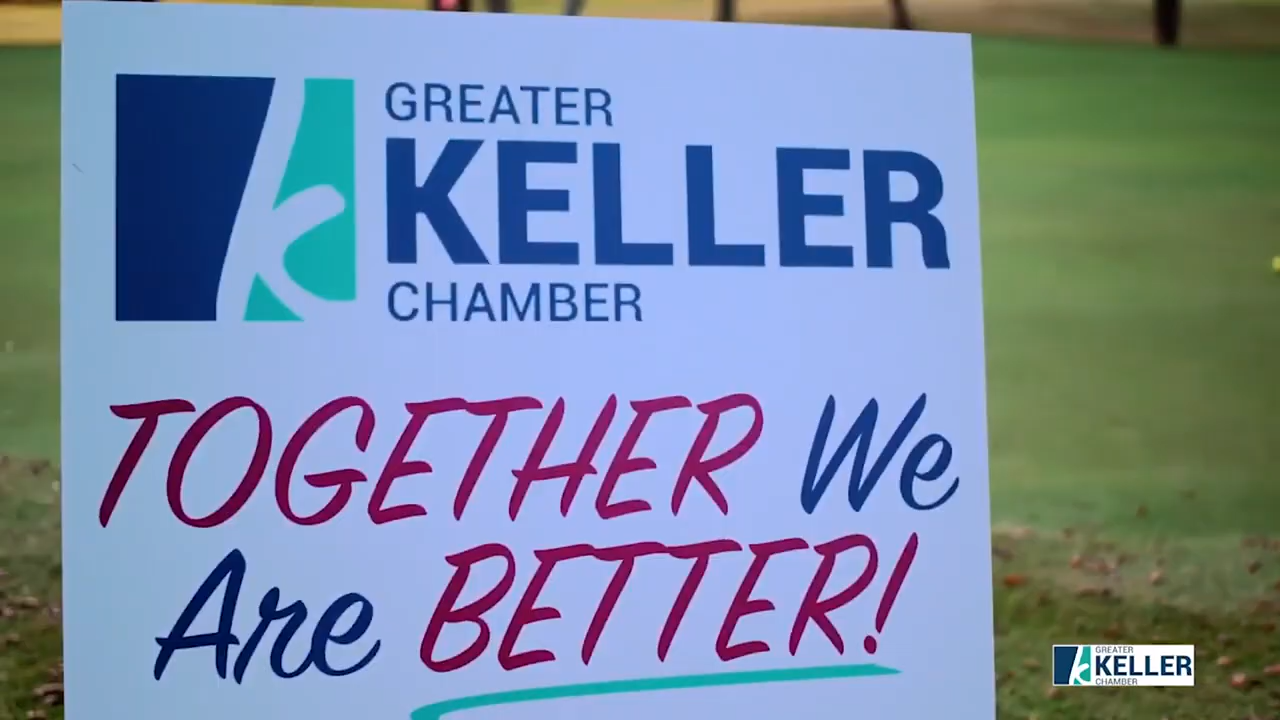 GREATER
KELLER
CHAMBER
TOGETHER We
Are BETTER!
GREATER
KELLER
CHAMBER